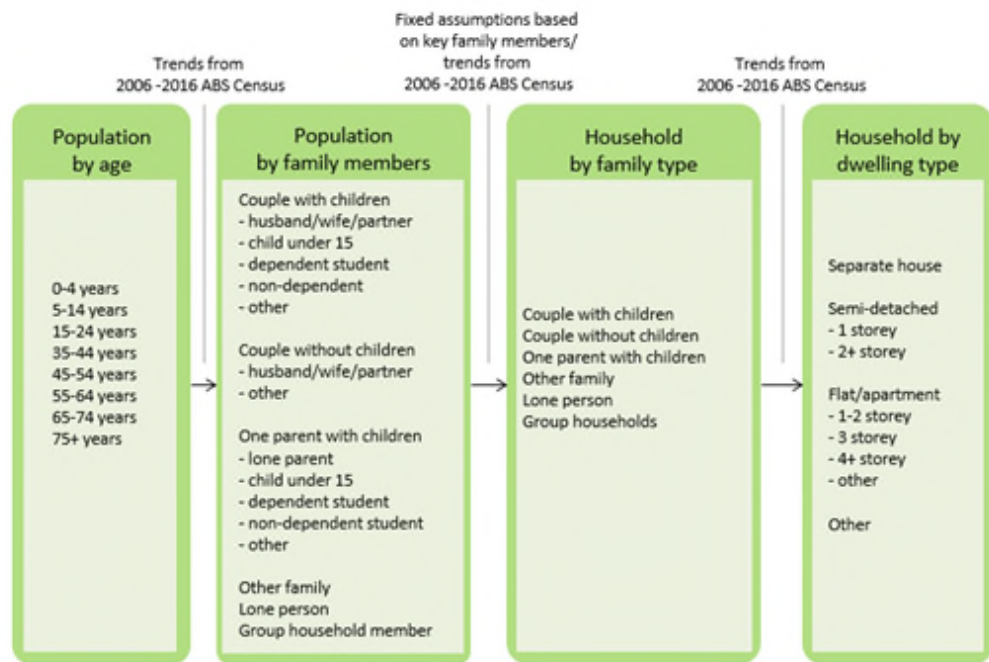 Trends from
2006 -2016 ABS Census
Fixed assumptions based
on key family members/
trends from
2006 -2016 ABS Census
Trends from
2006 -2016 ABS Census
Population
by age
0-4 years
5-14 years
15-24 years
35-44 years
45-54 years
55-64 years
65-74 years
75+ years
Population
by family members
Couple with children
- husband/wife/partner
- child under 15
- dependent student
- non-dependent
- other
Couple without children
- husband/wife/partner
- other
One parent with children
- lone parent
- child under 15
- dependent student
- non-dependent student
- other
Other family
Lone person
Group household member
Household
by family type
Couple with children
Couple without children
One parent with children
Other family
Lone person
Group households
Household by
dwelling type
Separate house
Semi-detached
- 1 storey
- 2+ storey
Flat/apartment
- 1-2 storey
- 3 storey
- 4+ storey
- other
Other